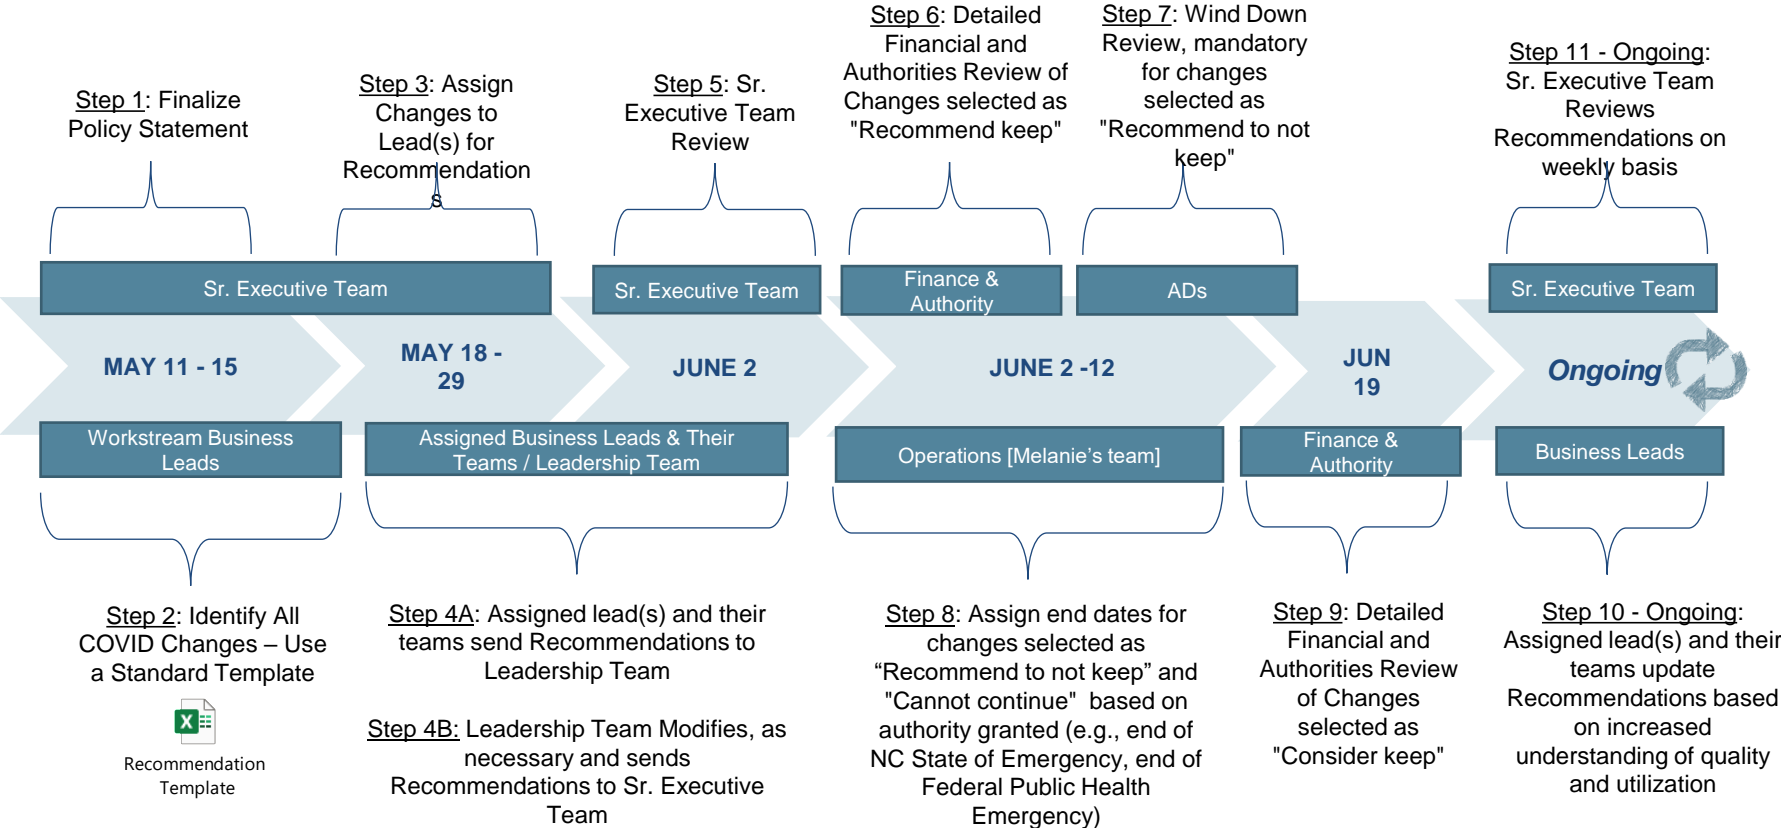 Step 1: Finalize
Policy Statement
Step 3: Assign
Changes to
Lead(s) for
Recommendation
s
Step 5: Sr.
Executive Team
Review
Step 6: Detailed
Financial and
Authorities Review of
Changes selected as
"Recommend keep"
Step 7: Wind Down
Review, mandatory
for changes
selected as
"Recommend to not
keep"
Step 11 - Ongoing:
Sr. Executive Team
Reviews
Recommendations on
weekly basis
Sr. Executive Team
Sr. Executive Team
Finance &
Authority
ADs
Sr. Executive Team
MAY 11 - 15
MAY 18 -
29
JUNE 2
JUNE 2 -12
JUN
19
Ongoing
Workstream Business
Leads
Assigned Business Leads & Their
Teams / Leadership Team
Operations [Melanie’s team]
Finance &
Authority
Business Leads
Step 2: Identify All
COVID Changes – Use
a Standard Template
Recommendation
Template
Step 4A: Assigned lead(s) and their
teams send Recommendations to
Leadership Team
Step 4B: Leadership Team Modifies, as
necessary and sends
Recommendations to Sr. Executive
Team
Step 8: Assign end dates for
changes selected as
“Recommend to not keep” and
"Cannot continue" based on
authority granted (e.g., end of
NC State of Emergency, end of
Federal Public Health
Emergency)
Step 9: Detailed
Financial and
Authorities Review
of Changes
selected as
"Consider keep"
Step 10 - Ongoing:
Assigned lead(s) and their
teams update
Recommendations based
on increased
understanding of quality
and utilization